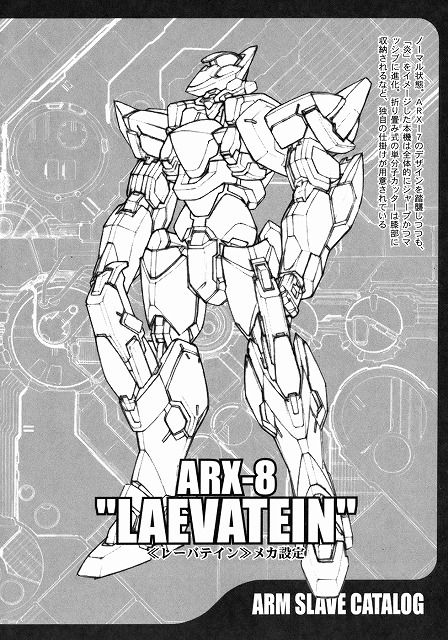 ノーマル状態。ARX-7のデザインを踏襲しつつも、
「炎」をイメージした本機は全体的にシャープかつマ
ッシブに進化。折り畳み式の単分子カッターは膝部に
収納されるなど、独自の仕掛けが用意されている
ARX-8
"LAEVATEIN"
≪レーバテイン≫メカ設定
ARM SLAVE CATALOG